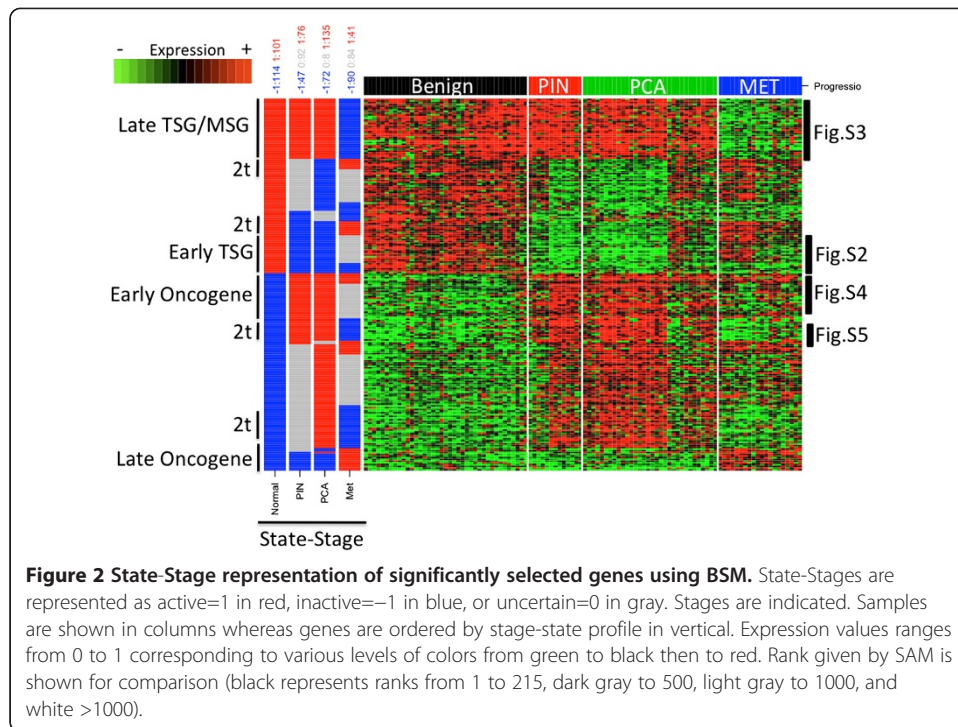 - Expression +
-1:114 1:101
-1:47 0:92 1:76
-1:72 0:8 1:135
-1:90 0:84 1:41
Benign PIN PCA MET
Progressio
Late TSG/MSG
Fig.S3
2t
2t
Early TSG
Fig.S2
Early Oncogene
Fig.S4
2t
Fig.S5
2t
Late Oncogene
Normal
PIN
PCA
Met
State-Stage
Figure 2 State-Stage representation of significantly selected genes using BSM. State-Stages are
represented as active=1 in red, inactive=−1 in blue, or uncertain=0 in gray. Stages are indicated. Samples
are shown in columns whereas genes are ordered by stage-state profile in vertical. Expression values ranges
from 0 to 1 corresponding to various levels of colors from green to black then to red. Rank given by SAM is
shown for comparison (black represents ranks from 1 to 215, dark gray to 500, light gray to 1000, and
white >1000).